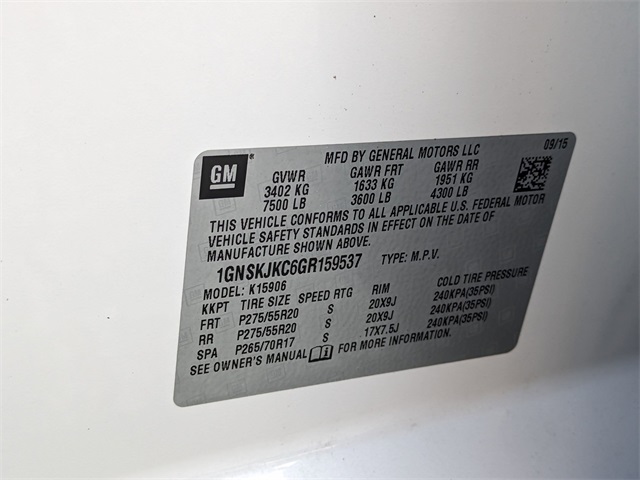 GM
MFD BY GENERAL MOTORS LLC 09/15
GVWR GAWR FRT GAWR RR
3402 KG 1633 KG 1951 KG
7500 LB 3600 LB 4300 LB
THIS VEHICLE CONFORMS TO ALL APPLICABLE U.S. FEDERAL MOTOR
VEHICLE SAFETY STANDARDS IN EFFECT ON THE DATE OF
MANUFACTURE SHOWN ABOVE.
1GNSKJKC6GR159537 TYPE: M.P.V.
MODEL: K15906
KKPT TIRE SIZE SPEED RTG RIM COLD TIRE PRESSURE
FRT P275/55R20 S 20X9J 240KPA(35PSI)
RR P275/55R20 S 20X9J 240KPA(35PSI)
SPA P265/70R17 S 17X7.5J 240KPA(35PSI)
SEE OWNER'S MANUAL FOR MORE INFORMATION.